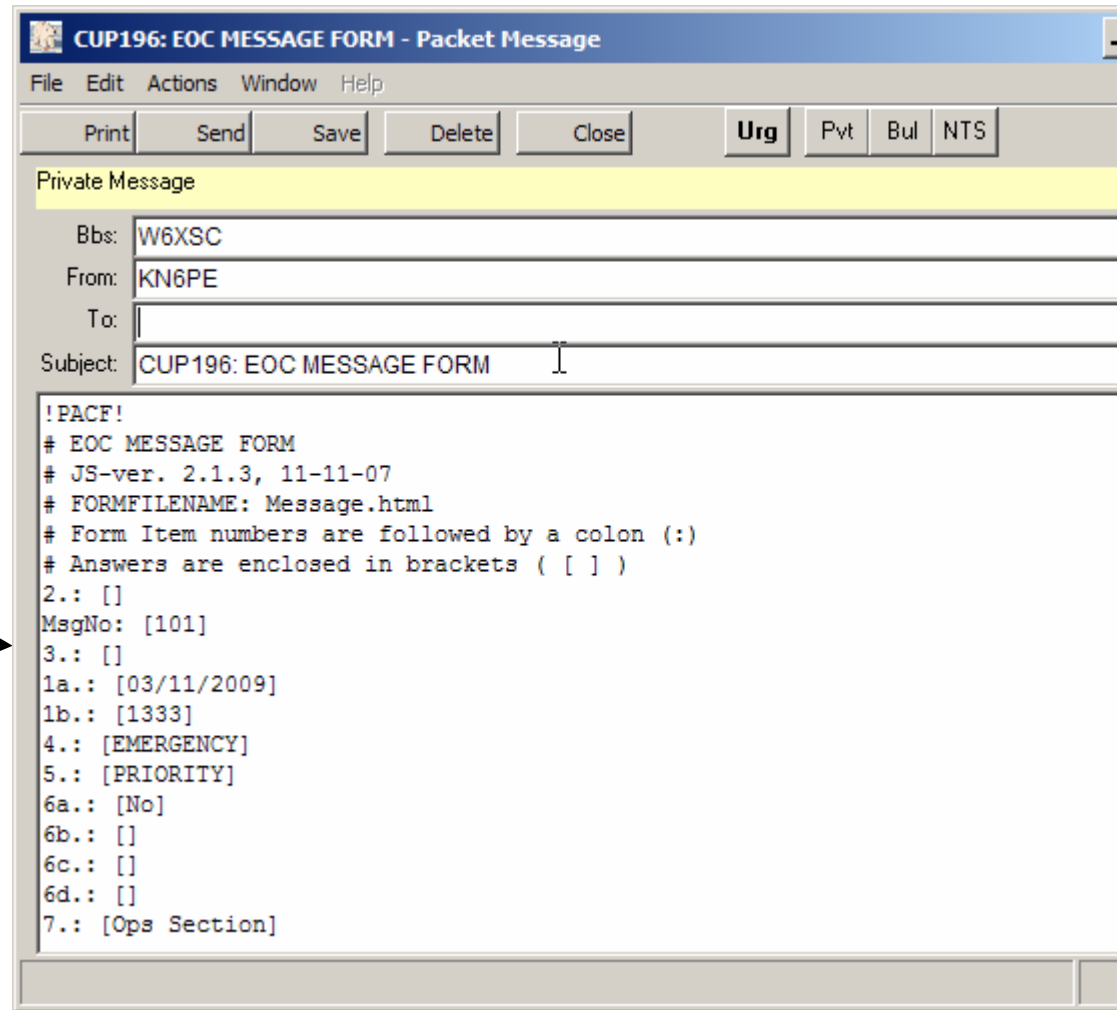 CUP196: EOC MESSAGE FORM - Packet Message
File Edit Actions Window Help
Print Send Save Delete Close Urg Pvt Bul NTS
Private Message
Bbs: W6XSC
From: KN6PE
To:
Subject: CUP196: EOC MESSAGE FORM
!PACF!
# EOC MESSAGE FORM
# JS-ver. 2.1.3, 11-11-07
# FORMFILENAME: Message.html
# Form Item numbers are followed by a colon (:)
# Answers are enclosed in brackets ( [ ] )
2.: []
MsgNo: [101]
3.: []
1a.: [03/11/2009]
1b.: [1333]
4.: [EMERGENCY]
5.: [PRIORITY]
6a.: [No]
6b.: []
6c.: []
6d.: []
7.: [Ops Section]